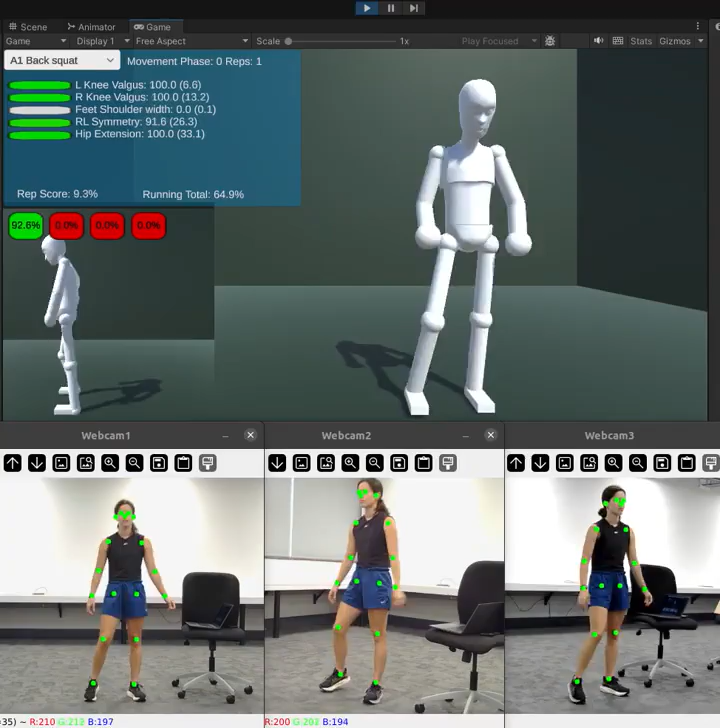 Scene Animator Game
Game Display 1 Free Aspect Scale 1x Play Focused Stats Gizmos
A1 Back squat Movement Phase: 0 Reps: 1
L Knee Valgus: 100.0 (6.6)
R Knee Valgus: 100.0 (13.2)
Feet Shoulder width: 0.0 (0.1)
RL Symmetry: 91.6 (26.3)
Hip Extension: 100.0 (33.1)
Rep Score: 9.3% Running Total: 64.9%
92.6% 0.0% 0.0% 0.0%
Webcam1 Webcam2 Webcam3
=35) ~ R:210 G:213 B:197 R:200 G:202 B:194